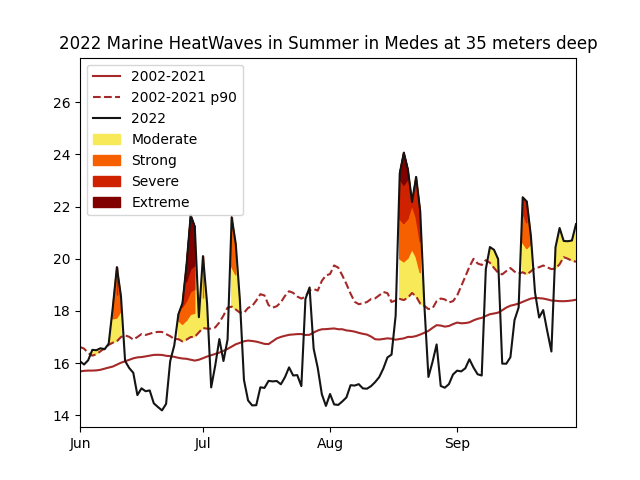 2022 Marine HeatWaves in Summer in Medes at 35 meters deep
2002-2021
2002-2021 p90
2022
Moderate
Strong
Severe
Extreme
26
24
22
20
18
16
14
Jun
Jul
Aug
Sep